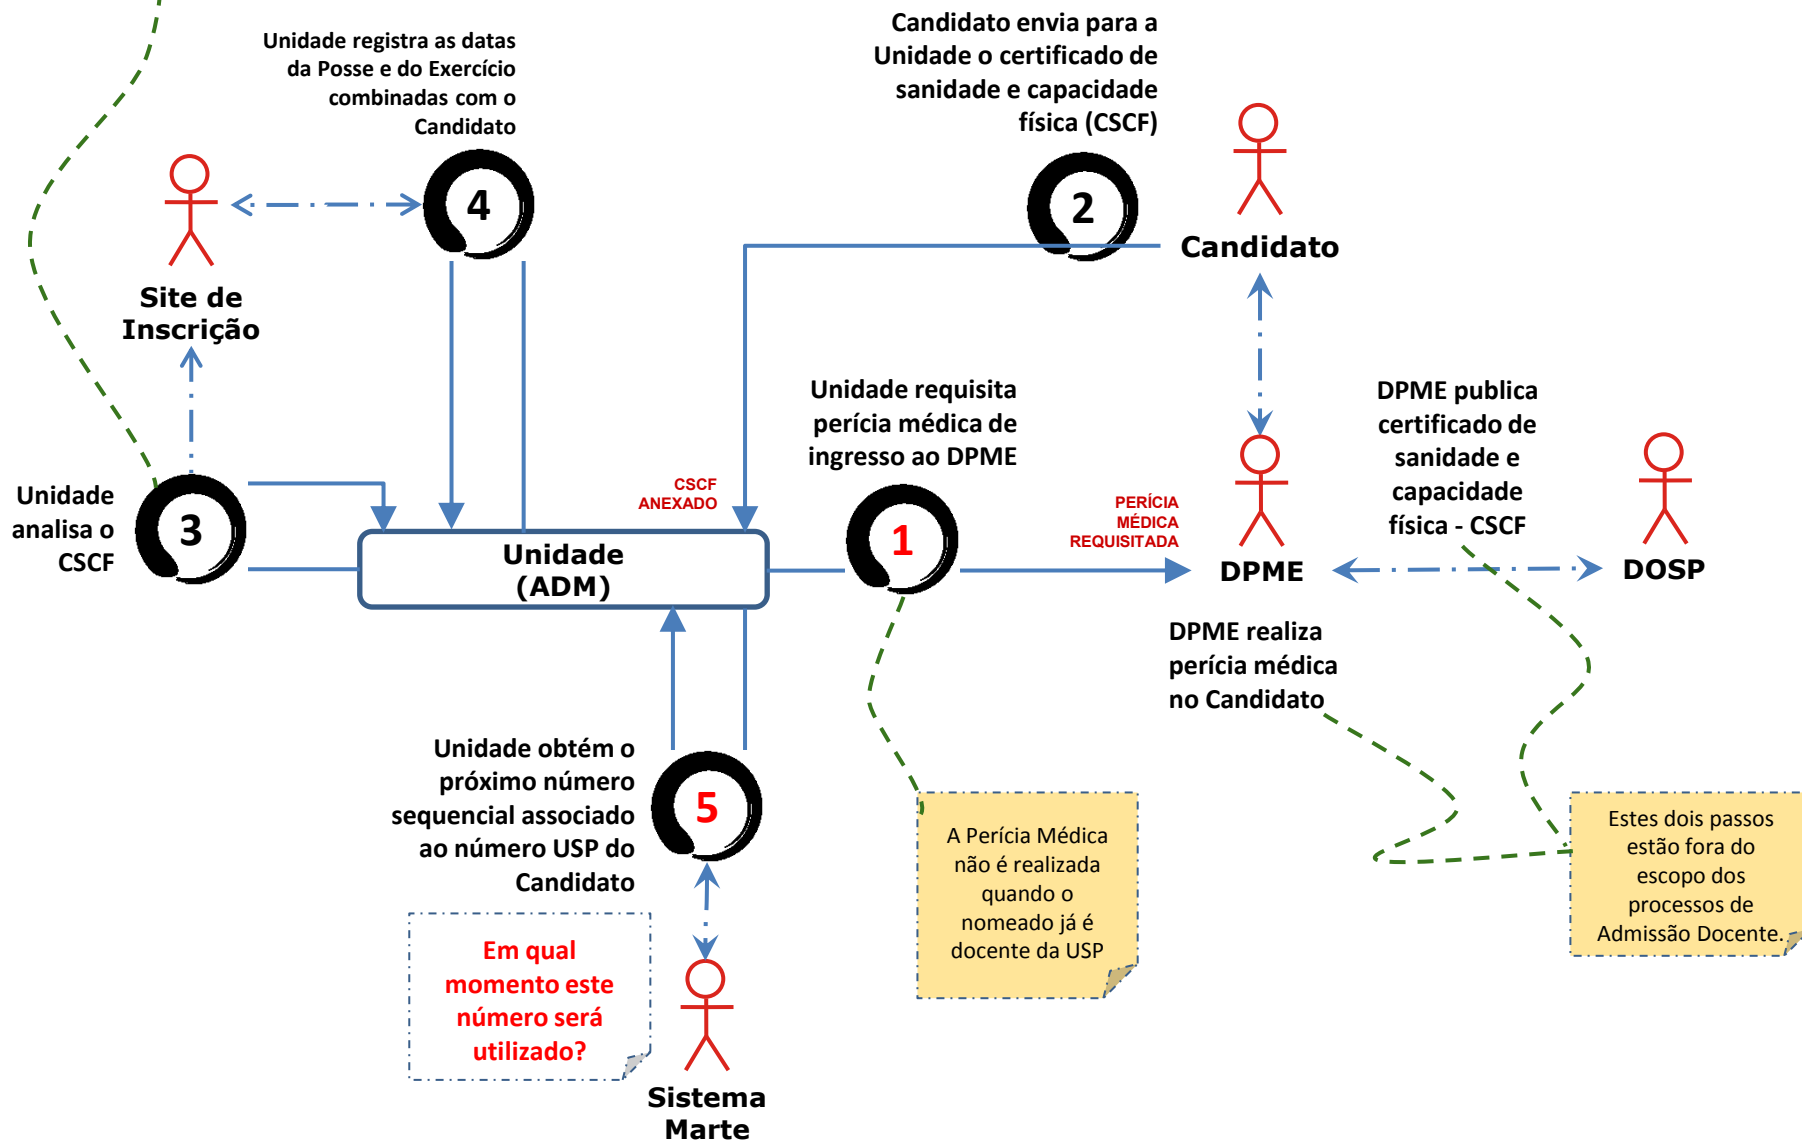 Unidade registra as datas
da Posse e do Exercício
combinadas com o
Candidato
4
Candidato envia para a
Unidade o certificado de
sanidade e capacidade
física (CSCF)
2
Candidato
Site de
Inscrição
Unidade requisita
perícia médica de
ingresso ao DPME
1
DPME publica
certificado de
sanidade e
capacidade
física - CSCF
Unidade
analisa o
CSCF
3
CSCF
ANEXADO
PERÍCIA
MÉDICA
REQUISITADA
Unidade
(ADM)
DPME
DOSP
DPME realiza
perícia médica
no Candidato
Unidade obtém o
próximo número
sequencial associado
ao número USP do
Candidato
5
A Perícia Médica
não é realizada
quando o
nomeado já é
docente da USP
Estes dois passos
estão fora do
escopo dos
processos de
Admissão Docente.
Em qual
momento este
número será
utilizado?
Sistema
Marte